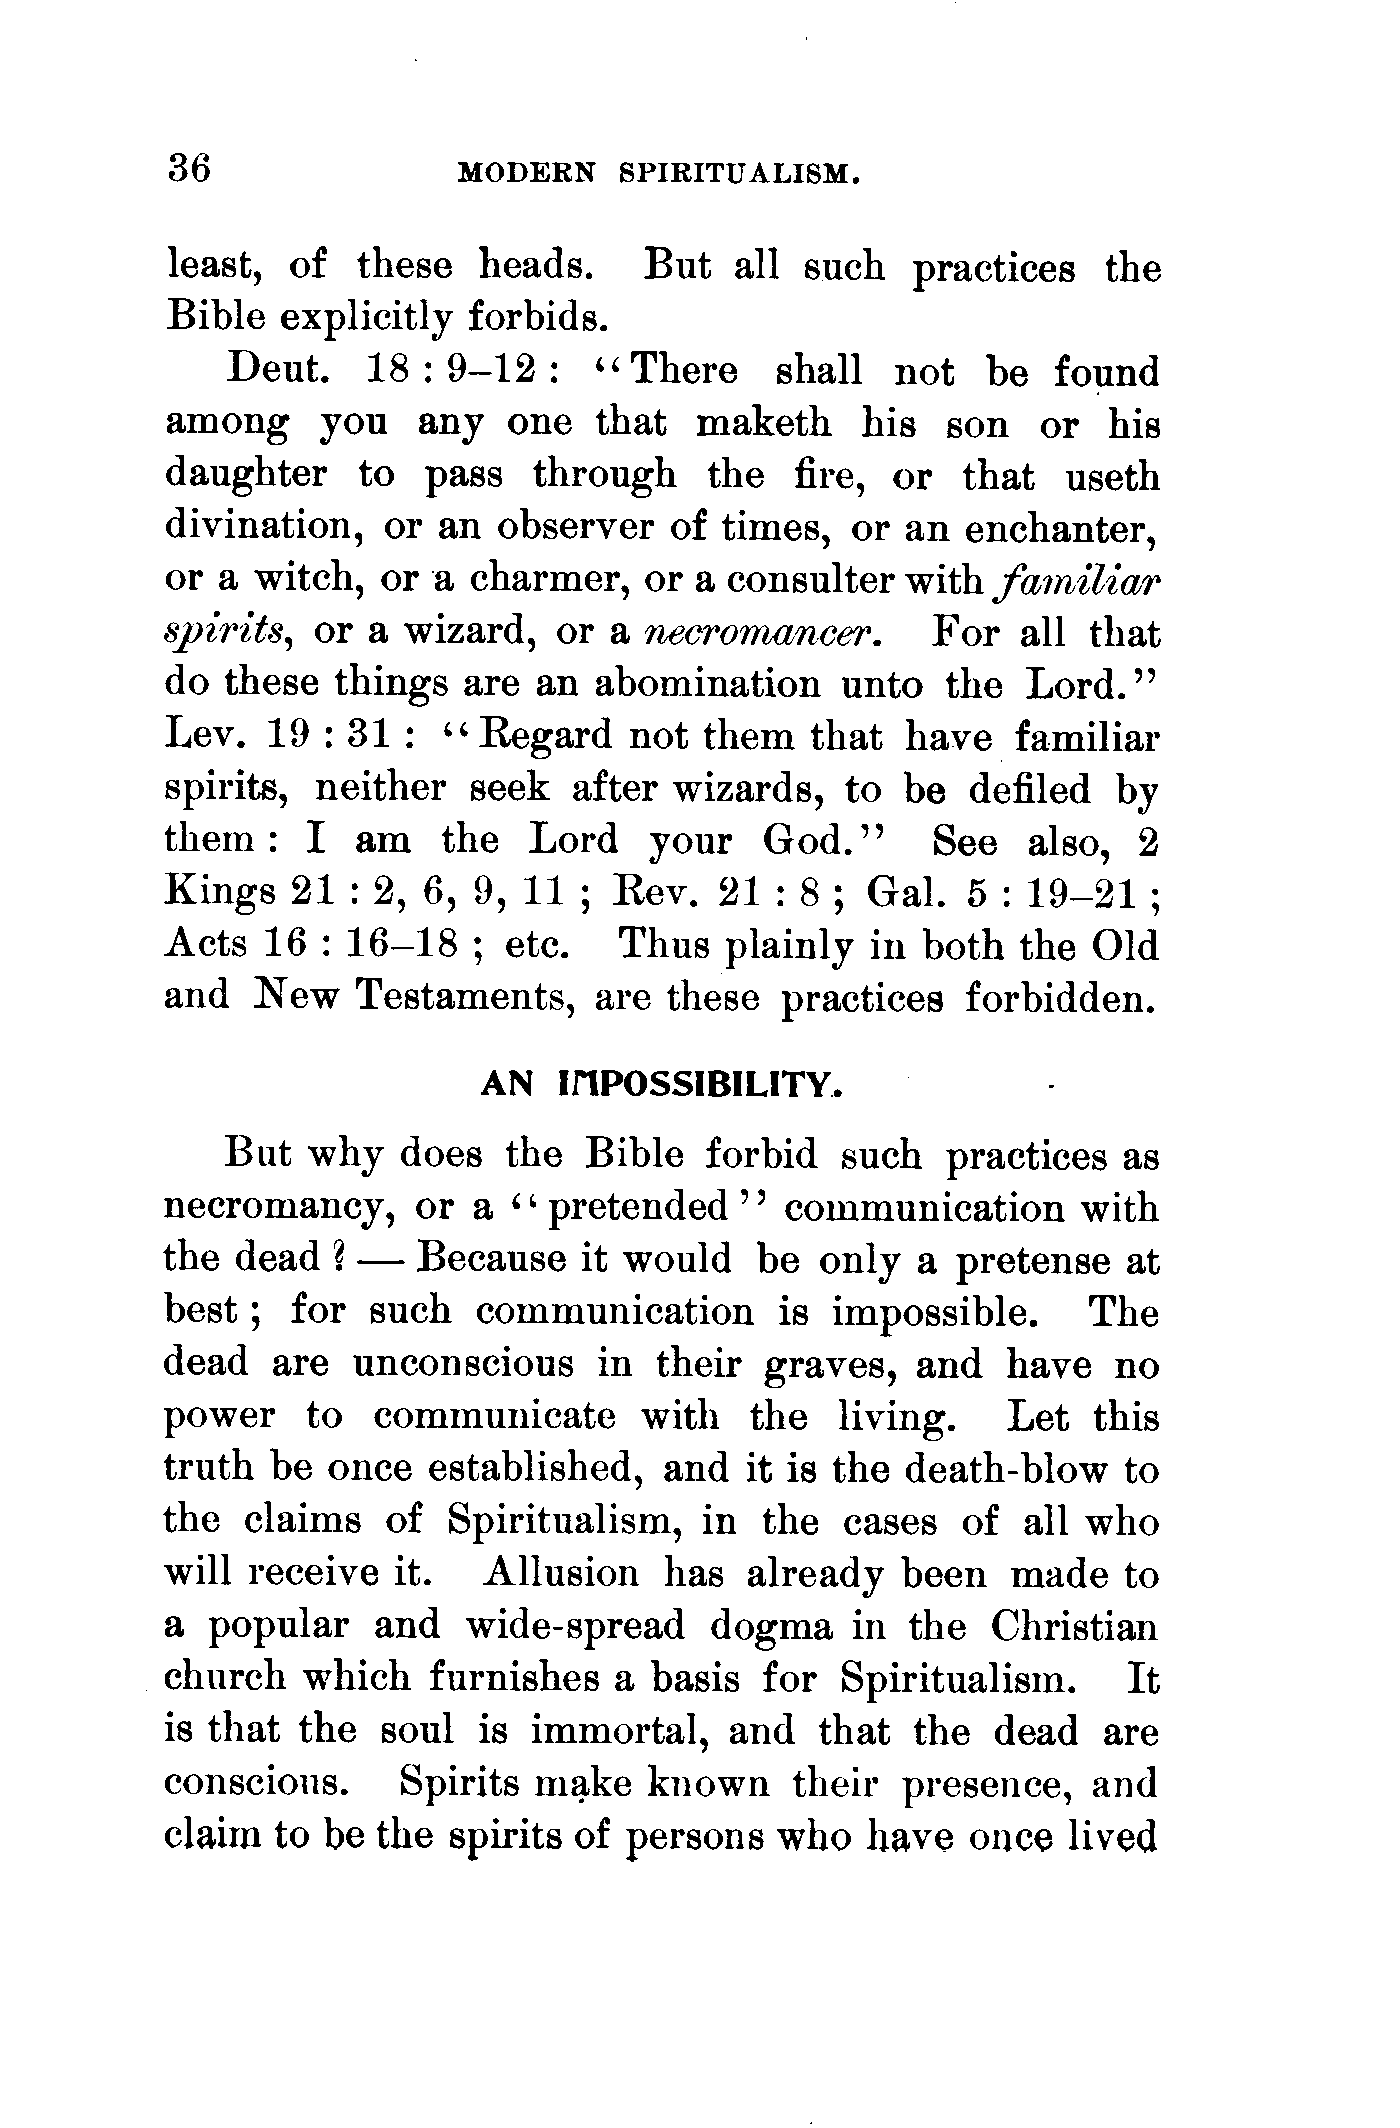 36 MODERN SPIRITUALISM.
least, of these heads. But all such practices the
Bible explicitly forbids.
Deut. 18 : 9–12 : “There shall not be found
among you any one that maketh his son or his
daughter to pass through the fire, or that useth
divination, or an observer of times, or an enchanter,
or a witch, or a charmer, or a consulter with familiar
spirits, or a wizard, or a necromancer. For all that
do these things are an abomination unto the Lord.”
Lev. 19 : 31 : “Regard not them that have familiar
spirits, neither seek after wizards, to be defiled by
them : I am the Lord your God.” See also, 2
Kings 21 : 2, 6, 9, 11 ; Rev. 21 : 8 ; Gal. 5 : 19–21 ;
Acts 16 : 16–18 ; etc. Thus plainly in both the Old
and New Testaments, are these practices forbidden.
AN IMPOSSIBILITY.
But why does the Bible forbid such practices as
necromancy, or a “pretended” communication with
the dead ? — Because it would be only a pretense at
best ; for such communication is impossible. The
dead are unconscious in their graves, and have no
power to communicate with the living. Let this
truth be once established, and it is the death-blow to
the claims of Spiritualism, in the cases of all who
will receive it. Allusion has already been made to
a popular and wide-spread dogma in the Christian
church which furnishes a basis for Spiritualism. It
is that the soul is immortal, and that the dead are
conscious. Spirits make known their presence, and
claim to be the spirits of persons who have once lived